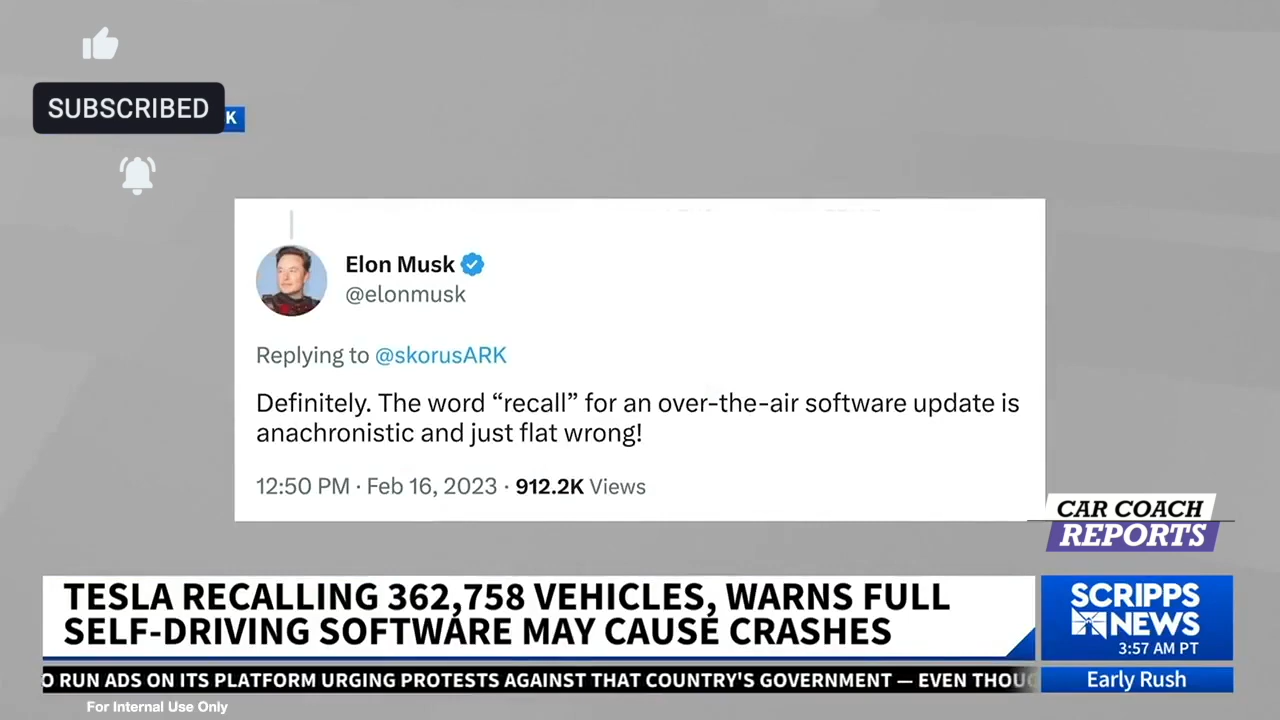 SUBSCRIBED
K
Elon Musk
@elonmusk
Replying to @skorusARK
Definitely. The word “recall” for an over-the-air software update is
anachronistic and just flat wrong!
12:50 PM · Feb 16, 2023 · 912.2K Views
CAR COACH
REPORTS
TESLA RECALLING 362,758 VEHICLES, WARNS FULL
SELF-DRIVING SOFTWARE MAY CAUSE CRASHES
SCRIPPS
NEWS
3:57 AM PT
O RUN ADS ON ITS PLATFORM URGING PROTESTS AGAINST THAT COUNTRY'S GOVERNMENT — EVEN THOUG
Early Rush
For Internal Use Only